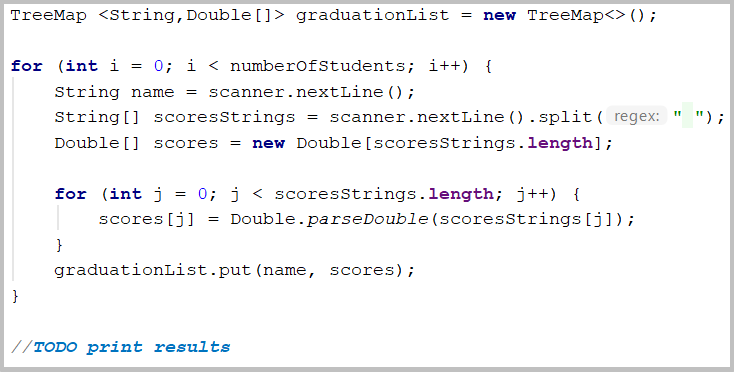 TreeMap <String,Double[]> graduationList = new TreeMap<>();
for (int i = 0; i < numberOfStudents; i++) {
String name = scanner.nextLine();
String[] scoresStrings = scanner.nextLine().split( regex: " ");
Double[] scores = new Double[scoresStrings.length];
for (int j = 0; j < scoresStrings.length; j++) {
scores[j] = Double.parseDouble(scoresStrings[j]);
}
graduationList.put(name, scores);
}
//TODO print results